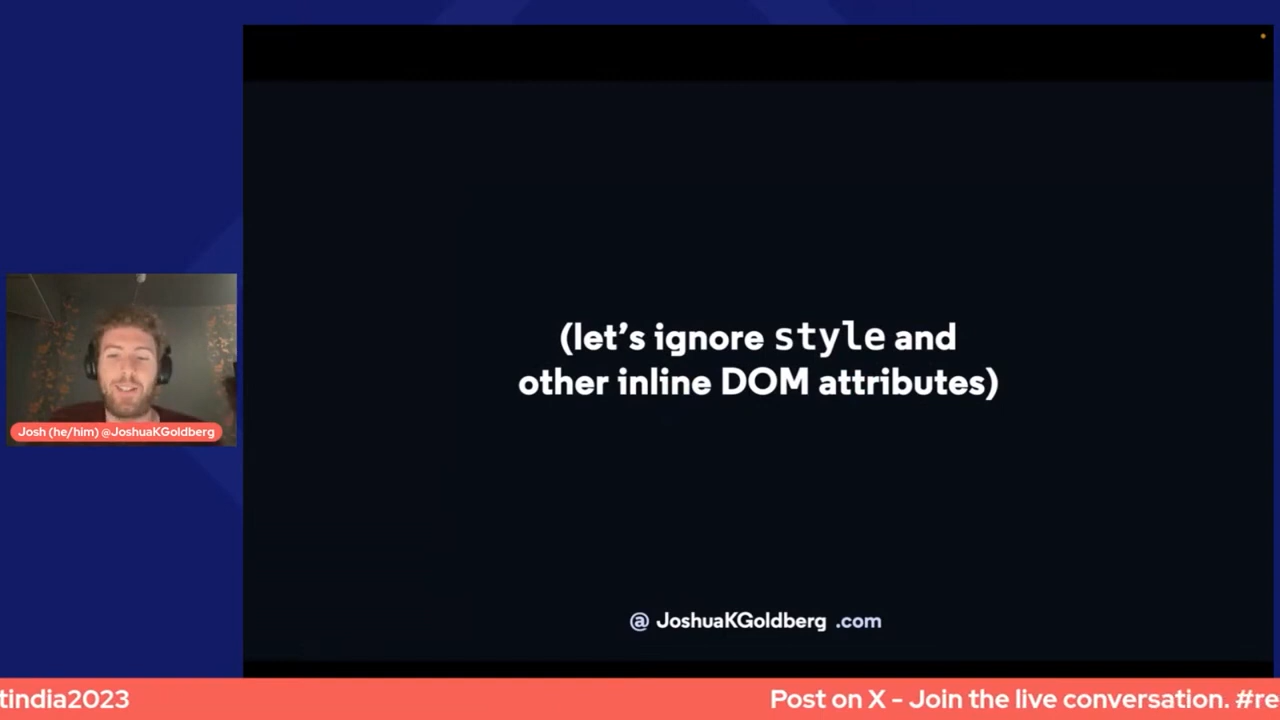 (let’s ignore style and
other inline DOM attributes)
Josh (he/him) @JoshuaKGoldberg
@ JoshuaKGoldberg .com
tindia2023
Post on X - Join the live conversation. #re